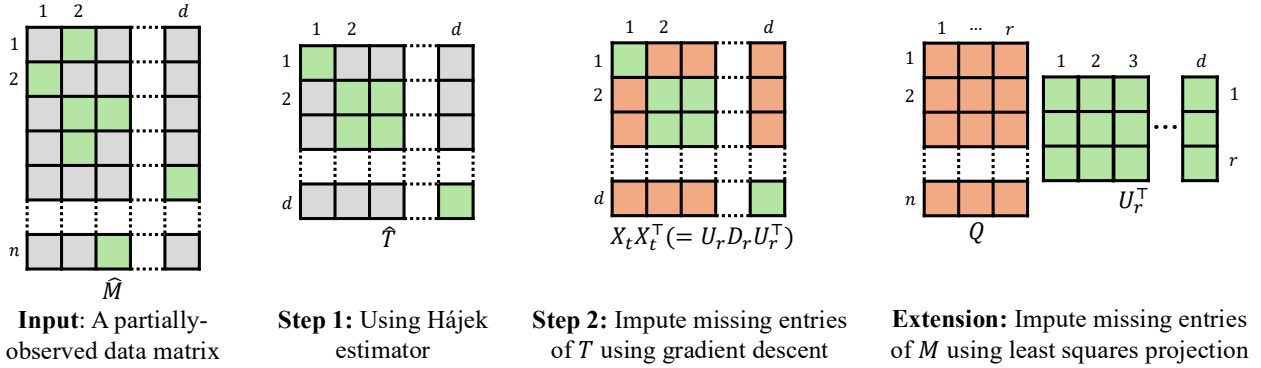 1 2 d
1
2
n
M̂
Input: A partially-
observed data matrix
1 2 d
1
2
d
T̂
Step 1: Using Hájek
estimator
1 2 d
1
2
d
XₜXₜ⊤(= UᵣDᵣUᵣ⊤)
Step 2: Impute missing entries
of T using gradient descent
1 ... r
1
2
n
Q
1 2 3 d
1
r
...
Uᵣ⊤
Extension: Impute missing entries
of M using least squares projection